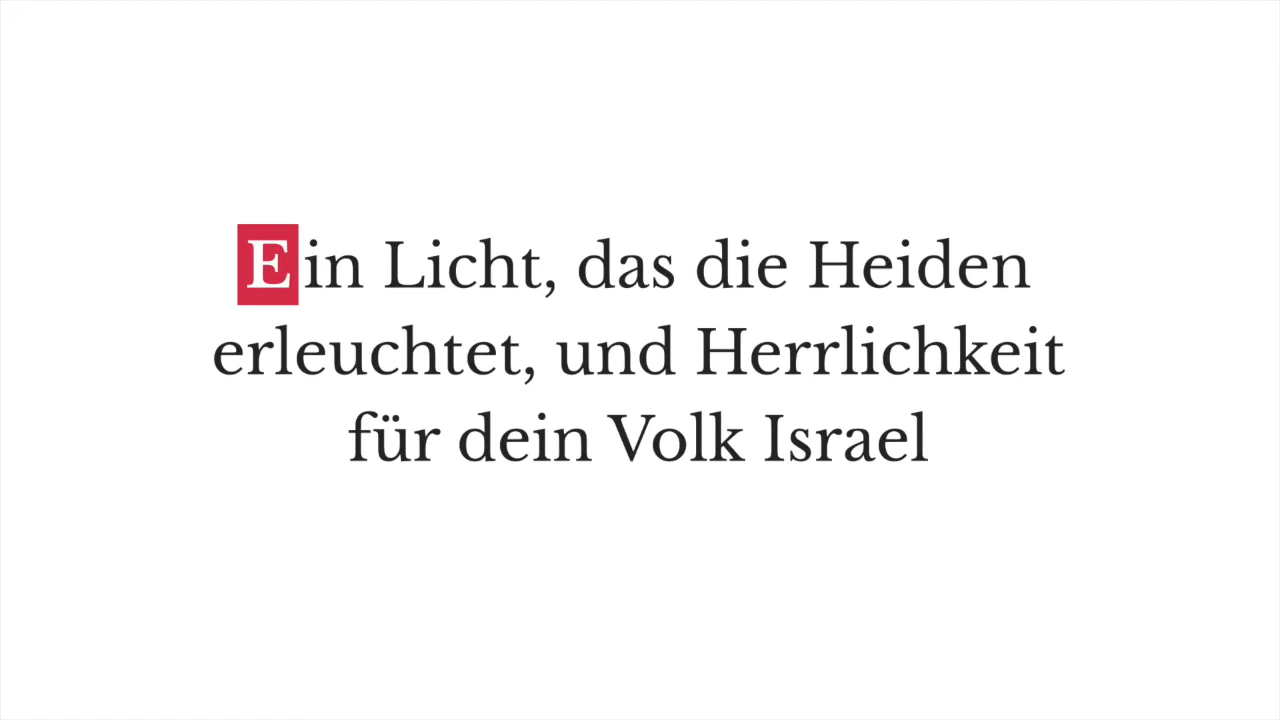 Ein Licht, das die Heiden
erleuchtet, und Herrlichkeit
für dein Volk Israel